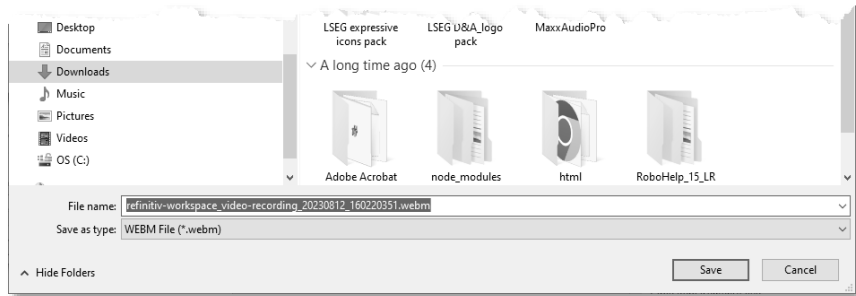 Desktop
Documents
Downloads
Music
Pictures
Videos
OS (C:)
LSEG expressive icons pack
LSEG D&A_logo pack
MaxxAudioPro
A long time ago (4)
Adobe Acrobat
node_modules
html
RoboHelp_15_LR
File name: refinitiv-workspace_video-recording_20230812_160220351.webm
Save as type: WEBM File (*.webm)
Hide Folders
Save
Cancel